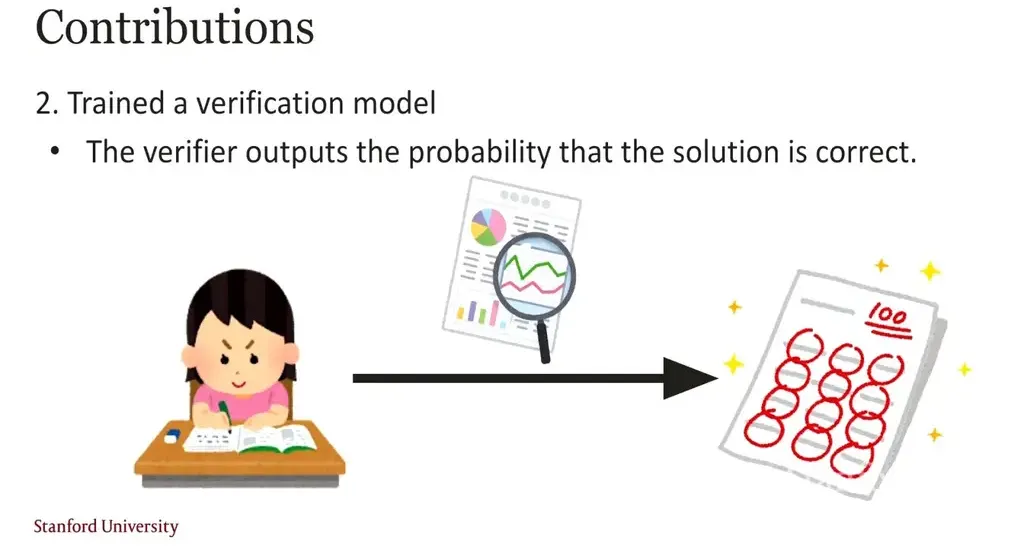 Contributions
2. Trained a verification model
• The verifier outputs the probability that the solution is correct.
100
Stanford University